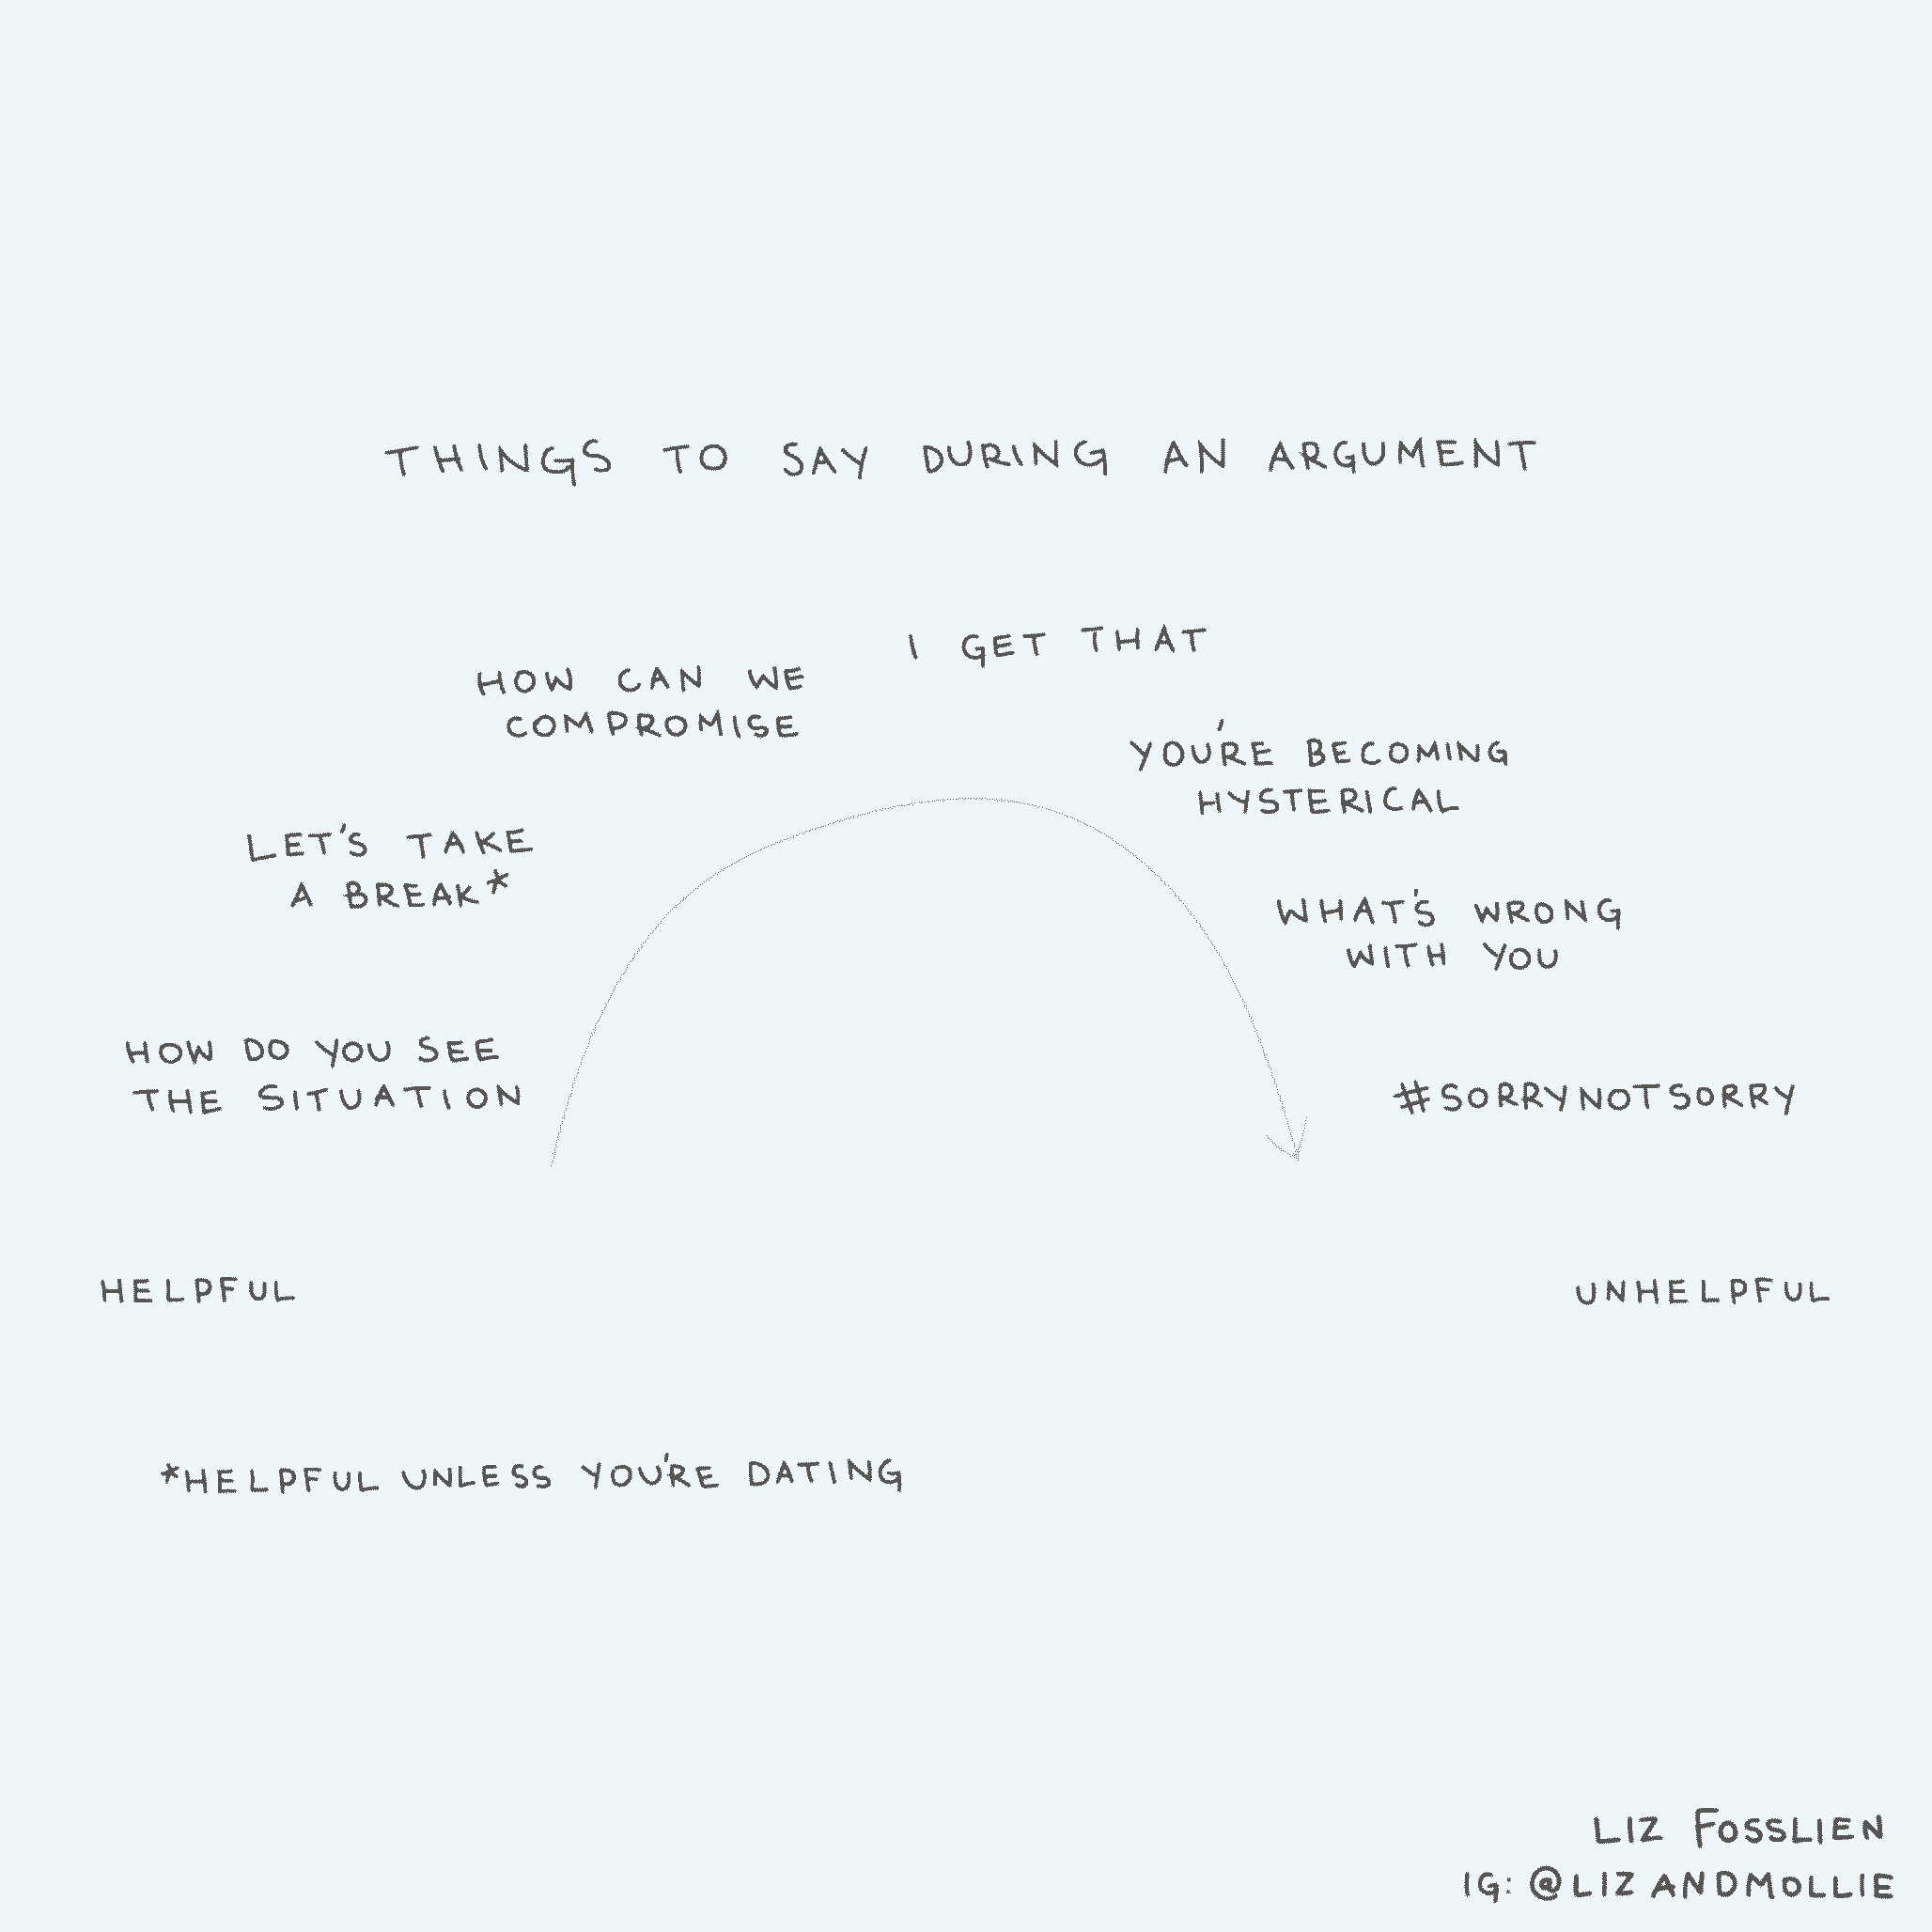 THINGS TO SAY DURING AN ARGUMENT
I GET THAT
HOW CAN WE
COMPROMISE
YOU'RE BECOMING
HYSTERICAL
LET'S TAKE
A BREAK*
WHAT'S WRONG
WITH YOU
HOW DO YOU SEE
THE SITUATION
#SORRYNOTSORRY
HELPFUL
UNHELPFUL
*HELPFUL UNLESS YOU'RE DATING
LIZ FOSSLIEN
IG: @LIZANDMOLLIE